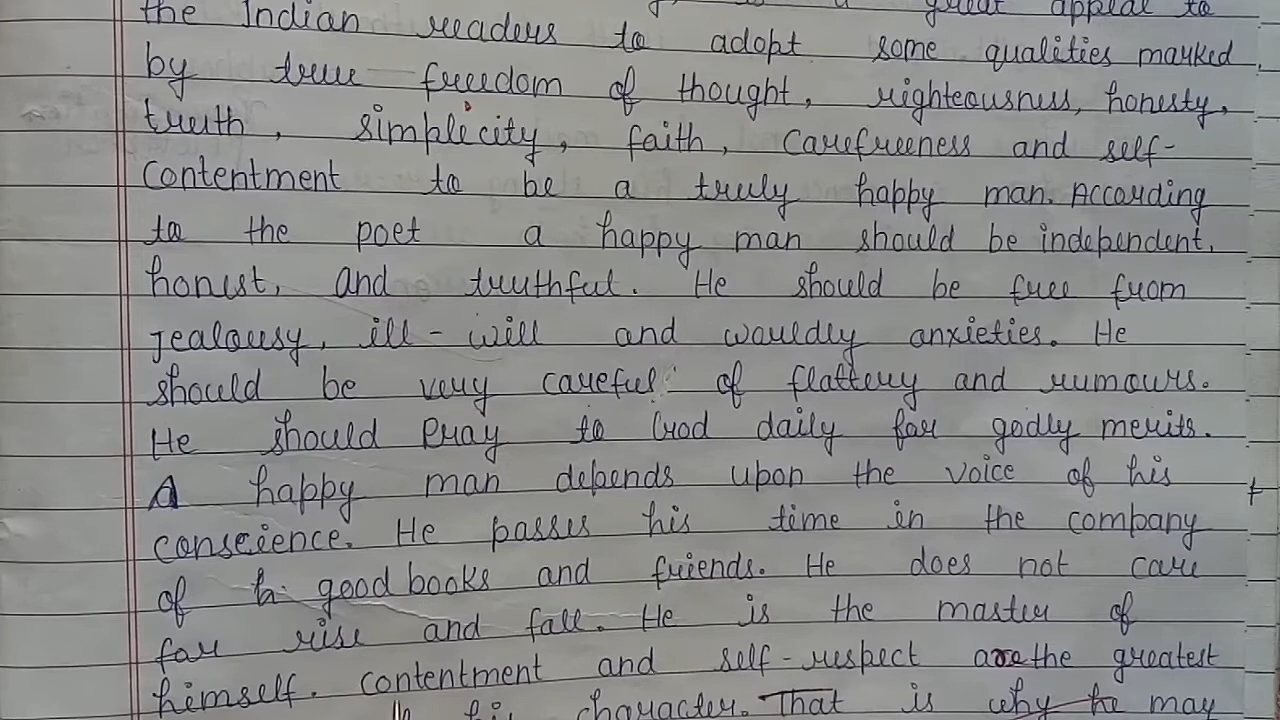 great appeal to
the Indian readers to adopt some qualities marked
by true freedom of thought, righteousness, honesty,
truth, simplicity, faith, carefreeness and self-
contentment to be a truly happy man. According
to the poet a happy man should be independent,
honest, and truthful. He should be free from
jealousy, ill-will and worldly anxieties. He
should be very careful of flattery and rumours.
He should pray to God daily for godly merits.
A happy man depends upon the voice of his
conscience. He passes his time in the company
of good books and friends. He does not care
for rise and fall. He is the master of
himself. contentment and self-respect are the greatest
character. That is why he may